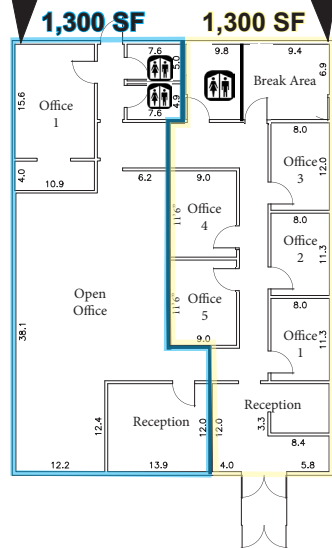 1,300 SF 1,300 SF
7.6 9.8 9.4
5.0
6.9
Break Area
15.6
Office
1
4.9
7.6
8.0
Office
3
12.0
4.0
10.9
6.2 9.0
Office
4
11'6"
8.0
Office
2
11.3
Open
Office
38.1
11'6"
Office
5
9.0
8.0
Office
1
11.3
Reception
12.4
12.0
12.0
Reception
3.3
8.4
12.2 13.9 4.0 5.8